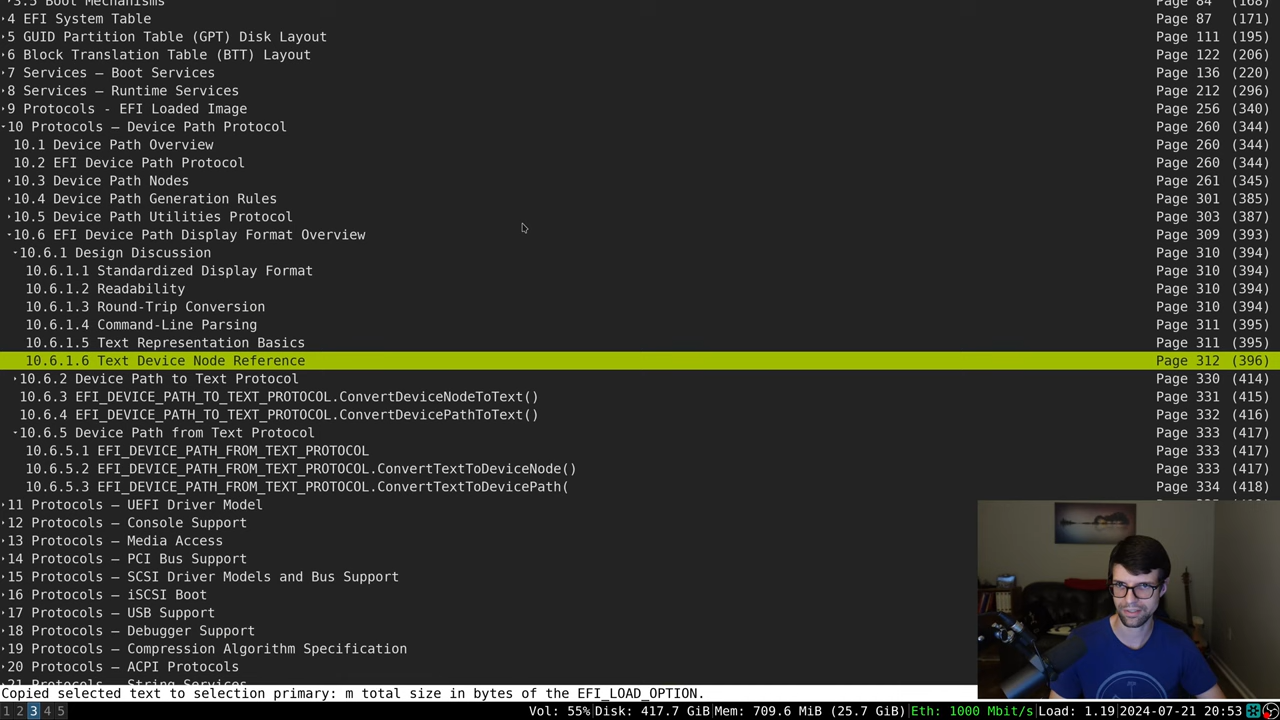 3.5 Boot Mechanisms Page 84 (168)
4 EFI System Table Page 87 (171)
5 GUID Partition Table (GPT) Disk Layout Page 111 (195)
6 Block Translation Table (BTT) Layout Page 122 (206)
7 Services — Boot Services Page 136 (220)
8 Services — Runtime Services Page 212 (296)
9 Protocols - EFI Loaded Image Page 256 (340)
10 Protocols — Device Path Protocol Page 260 (344)
10.1 Device Path Overview Page 260 (344)
10.2 EFI Device Path Protocol Page 260 (344)
10.3 Device Path Nodes Page 261 (345)
10.4 Device Path Generation Rules Page 301 (385)
10.5 Device Path Utilities Protocol Page 303 (387)
10.6 EFI Device Path Display Format Overview Page 309 (393)
10.6.1 Design Discussion Page 310 (394)
10.6.1.1 Standardized Display Format Page 310 (394)
10.6.1.2 Readability Page 310 (394)
10.6.1.3 Round-Trip Conversion Page 310 (394)
10.6.1.4 Command-Line Parsing Page 311 (395)
10.6.1.5 Text Representation Basics Page 311 (395)
10.6.1.6 Text Device Node Reference Page 312 (396)
10.6.2 Device Path to Text Protocol Page 330 (414)
10.6.3 EFI_DEVICE_PATH_TO_TEXT_PROTOCOL.ConvertDeviceNodeToText() Page 331 (415)
10.6.4 EFI_DEVICE_PATH_TO_TEXT_PROTOCOL.ConvertDevicePathToText() Page 332 (416)
10.6.5 Device Path from Text Protocol Page 333 (417)
10.6.5.1 EFI_DEVICE_PATH_FROM_TEXT_PROTOCOL Page 333 (417)
10.6.5.2 EFI_DEVICE_PATH_FROM_TEXT_PROTOCOL.ConvertTextToDeviceNode() Page 333 (417)
10.6.5.3 EFI_DEVICE_PATH_FROM_TEXT_PROTOCOL.ConvertTextToDevicePath( Page 334 (418)
11 Protocols — UEFI Driver Model
12 Protocols — Console Support
13 Protocols — Media Access
14 Protocols — PCI Bus Support
15 Protocols — SCSI Driver Models and Bus Support
16 Protocols — iSCSI Boot
17 Protocols — USB Support
18 Protocols — Debugger Support
19 Protocols — Compression Algorithm Specification
20 Protocols — ACPI Protocols
21 Protocols — String Services
Copied selected text to selection primary: m total size in bytes of the EFI_LOAD_OPTION.
1 2 3 4 5 Vol: 55%|Disk: 417.7 GiB|Mem: 709.6 MiB (25.7 GiB)|Eth: 1000 Mbit/s|Load: 1.19|2024-07-21 20:53